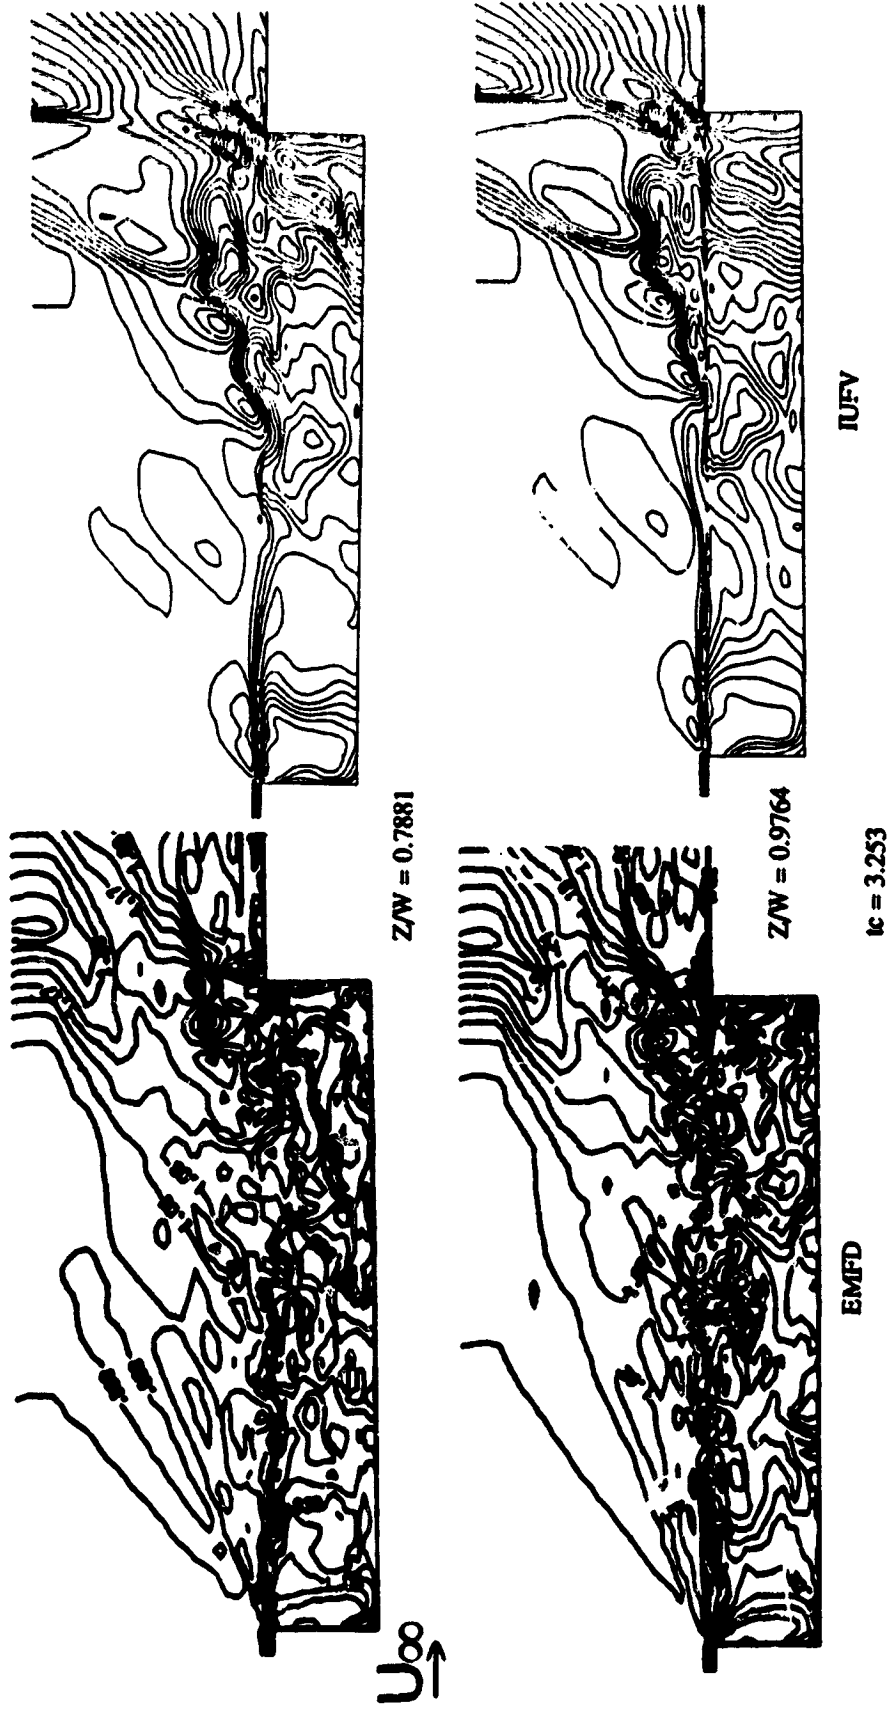 U∞
Z/W = 0.7881
Z/W = 0.9764
EMFD
IUFV
tc = 3.253